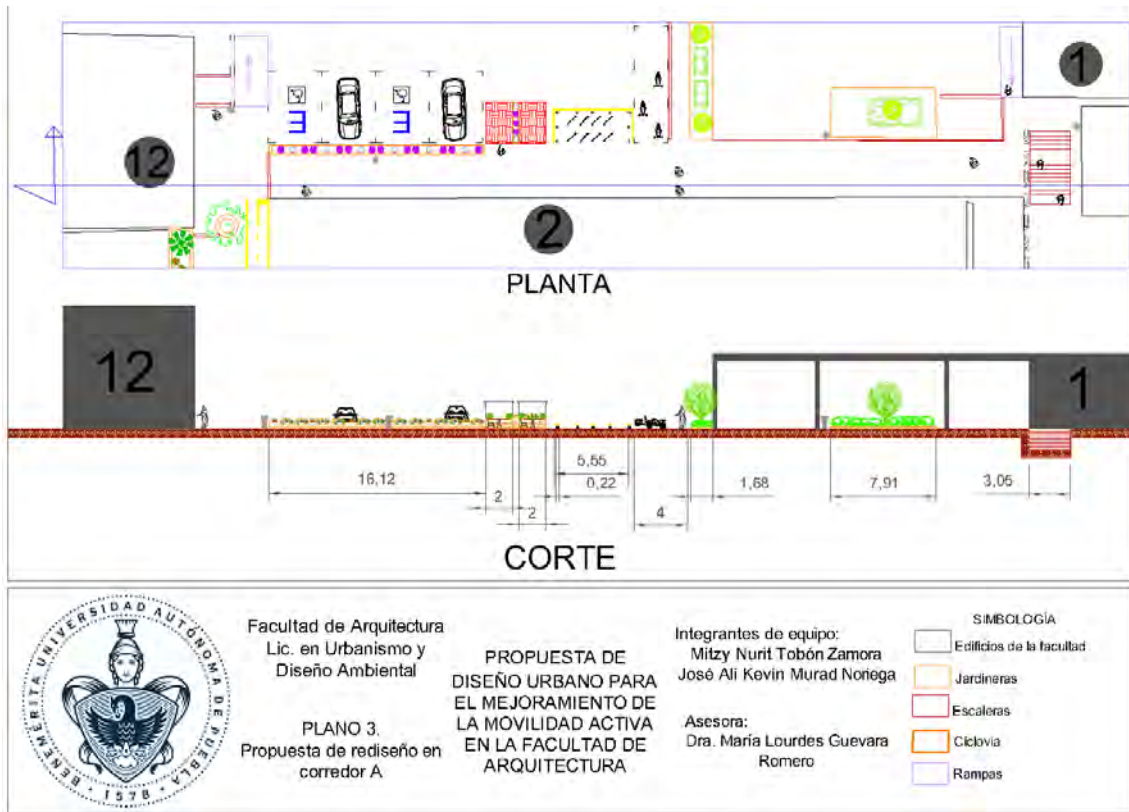 1
12
2
PLANTA
12
1
5,55
16,12
0,22
1,68
7,91
3,05
2
2
4
CORTE
BENEMÉRITA UNIVERSIDAD AUTÓNOMA DE PUEBLA
1578
Facultad de Arquitectura
Lic. en Urbanismo y
Diseño Ambiental
PLANO 3.
Propuesta de rediseño en
corredor A
PROPUESTA DE
DISEÑO URBANO PARA
EL MEJORAMIENTO DE
LA MOVILIDAD ACTIVA
EN LA FACULTAD DE
ARQUITECTURA
Integrantes de equipo:
Mitzy Nurit Tobón Zamora
José Ali Kevin Murad Noriega
Asesora:
Dra. María Lourdes Guevara
Romero
SIMBOLOGÍA
Edificios de la facultad
Jardineras
Escaleras
Ciclovia
Rampas